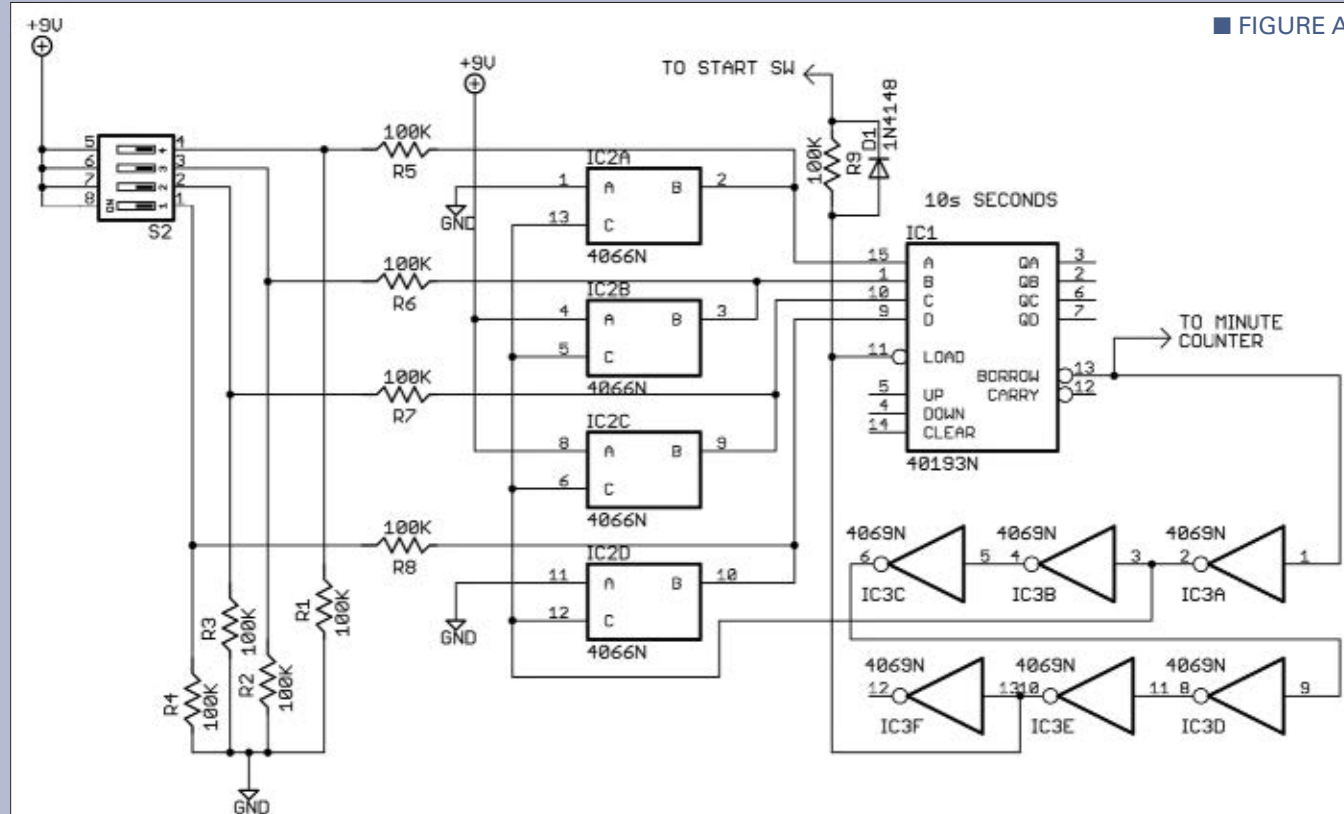 FIGURE A
+9V
5 4
6 3
7 2
8 1
4
3
2
1
ON
S2
+9V
TO START SW
100K
R9
D1
1N4148
100K
R5
IC2A
1 A B 2
GND
13 C
4066N
100K
R6
IC2B
4 A B 3
5 C
4066N
100K
R7
IC2C
8 A B 9
6 C
4066N
100K
R8
IC2D
11 A B 10
GND
12 C
4066N
10s SECONDS
IC1
15 A QA 3
1 B QB 2
10 C QC 6
9 D QD 7
11 LOAD
BORROW 13
5 UP CARRY 12
4 DOWN
14 CLEAR
40193N
TO MINUTE
COUNTER
4069N 4069N 4069N
6 5 4 3 2 1
IC3C IC3B IC3A
4069N 4069N 4069N
12 13 10 11 8 9
IC3F IC3E IC3D
R1
100K
R3
100K
R2
100K
R4
100K
GND